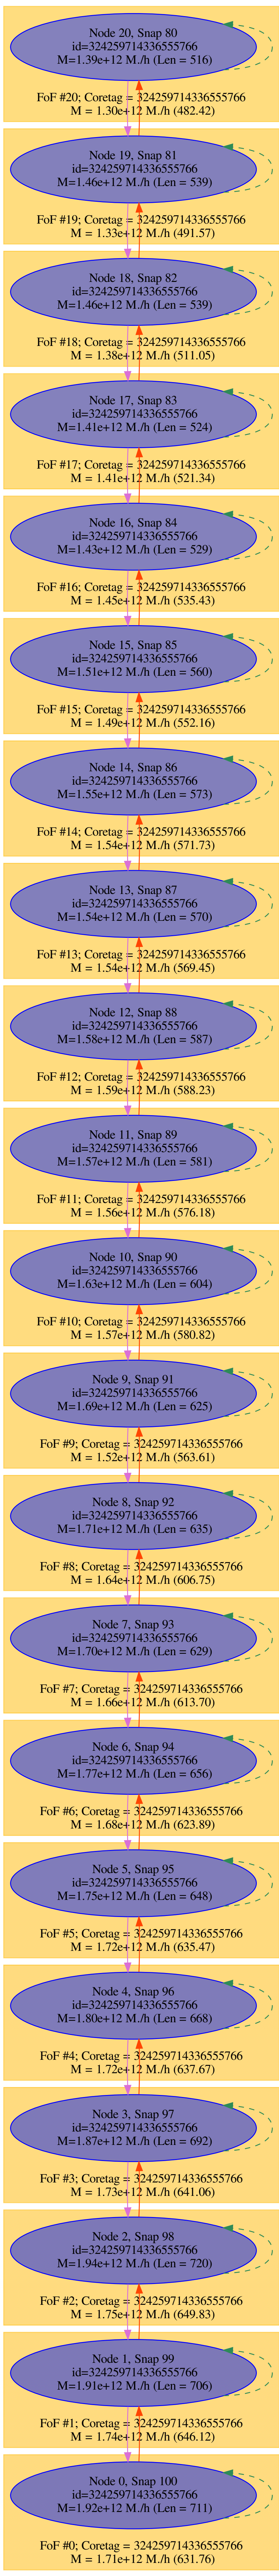 Node 20, Snap 80
id=324259714336555766
M=1.39e+12 M./h (Len = 516)
FoF #20; Coretag = 324259714336555766
M = 1.30e+12 M./h (482.42)
Node 19, Snap 81
id=324259714336555766
M=1.46e+12 M./h (Len = 539)
FoF #19; Coretag = 324259714336555766
M = 1.33e+12 M./h (491.57)
Node 18, Snap 82
id=324259714336555766
M=1.46e+12 M./h (Len = 539)
FoF #18; Coretag = 324259714336555766
M = 1.38e+12 M./h (511.05)
Node 17, Snap 83
id=324259714336555766
M=1.41e+12 M./h (Len = 524)
FoF #17; Coretag = 324259714336555766
M = 1.41e+12 M./h (521.34)
Node 16, Snap 84
id=324259714336555766
M=1.43e+12 M./h (Len = 529)
FoF #16; Coretag = 324259714336555766
M = 1.45e+12 M./h (535.43)
Node 15, Snap 85
id=324259714336555766
M=1.51e+12 M./h (Len = 560)
FoF #15; Coretag = 324259714336555766
M = 1.49e+12 M./h (552.16)
Node 14, Snap 86
id=324259714336555766
M=1.55e+12 M./h (Len = 573)
FoF #14; Coretag = 324259714336555766
M = 1.54e+12 M./h (571.73)
Node 13, Snap 87
id=324259714336555766
M=1.54e+12 M./h (Len = 570)
FoF #13; Coretag = 324259714336555766
M = 1.54e+12 M./h (569.45)
Node 12, Snap 88
id=324259714336555766
M=1.58e+12 M./h (Len = 587)
FoF #12; Coretag = 324259714336555766
M = 1.59e+12 M./h (588.23)
Node 11, Snap 89
id=324259714336555766
M=1.57e+12 M./h (Len = 581)
FoF #11; Coretag = 324259714336555766
M = 1.56e+12 M./h (576.18)
Node 10, Snap 90
id=324259714336555766
M=1.63e+12 M./h (Len = 604)
FoF #10; Coretag = 324259714336555766
M = 1.57e+12 M./h (580.82)
Node 9, Snap 91
id=324259714336555766
M=1.69e+12 M./h (Len = 625)
FoF #9; Coretag = 324259714336555766
M = 1.52e+12 M./h (563.61)
Node 8, Snap 92
id=324259714336555766
M=1.71e+12 M./h (Len = 635)
FoF #8; Coretag = 324259714336555766
M = 1.64e+12 M./h (606.75)
Node 7, Snap 93
id=324259714336555766
M=1.70e+12 M./h (Len = 629)
FoF #7; Coretag = 324259714336555766
M = 1.66e+12 M./h (613.70)
Node 6, Snap 94
id=324259714336555766
M=1.77e+12 M./h (Len = 656)
FoF #6; Coretag = 324259714336555766
M = 1.68e+12 M./h (623.89)
Node 5, Snap 95
id=324259714336555766
M=1.75e+12 M./h (Len = 648)
FoF #5; Coretag = 324259714336555766
M = 1.72e+12 M./h (635.47)
Node 4, Snap 96
id=324259714336555766
M=1.80e+12 M./h (Len = 668)
FoF #4; Coretag = 324259714336555766
M = 1.72e+12 M./h (637.67)
Node 3, Snap 97
id=324259714336555766
M=1.87e+12 M./h (Len = 692)
FoF #3; Coretag = 324259714336555766
M = 1.73e+12 M./h (641.06)
Node 2, Snap 98
id=324259714336555766
M=1.94e+12 M./h (Len = 720)
FoF #2; Coretag = 324259714336555766
M = 1.75e+12 M./h (649.83)
Node 1, Snap 99
id=324259714336555766
M=1.91e+12 M./h (Len = 706)
FoF #1; Coretag = 324259714336555766
M = 1.74e+12 M./h (646.12)
Node 0, Snap 100
id=324259714336555766
M=1.92e+12 M./h (Len = 711)
FoF #0; Coretag = 324259714336555766
M = 1.71e+12 M./h (631.76)